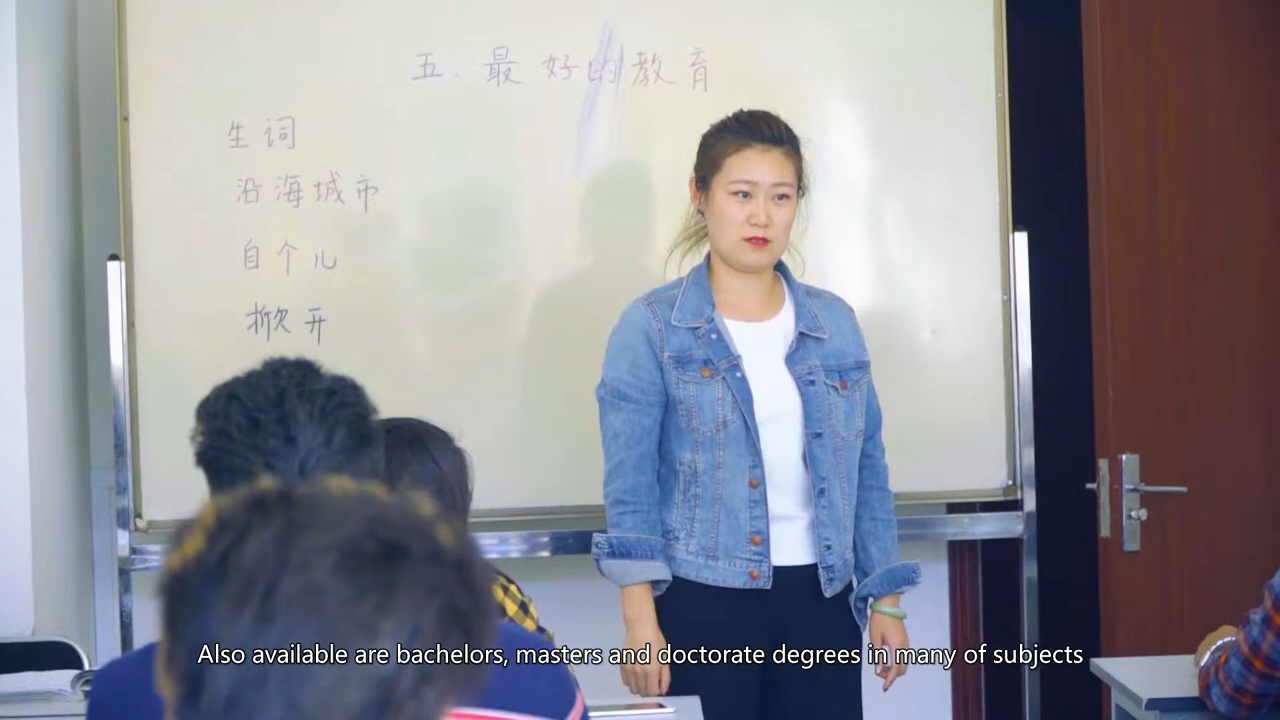 五.最好的教育
生词
沿海城市
自个儿
掀开
Also available are bachelors, masters and doctorate degrees in many of subjects